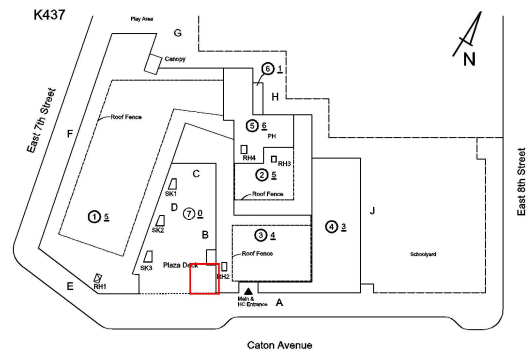 K437
Play Area
G
Canopy
6 1
H
N
Roof Fence
East 7th Street
F
5 6
PH
RH4
RH3
2 5
Roof Fence
C
SK1
D
7 0
SK2
B
1 5
J
East 8th Street
3 4
4 3
Roof Fence
Schoolyard
SK3
Plaza Deck
RH2
E
RH1
Main &
HC Entrance
A
Caton Avenue